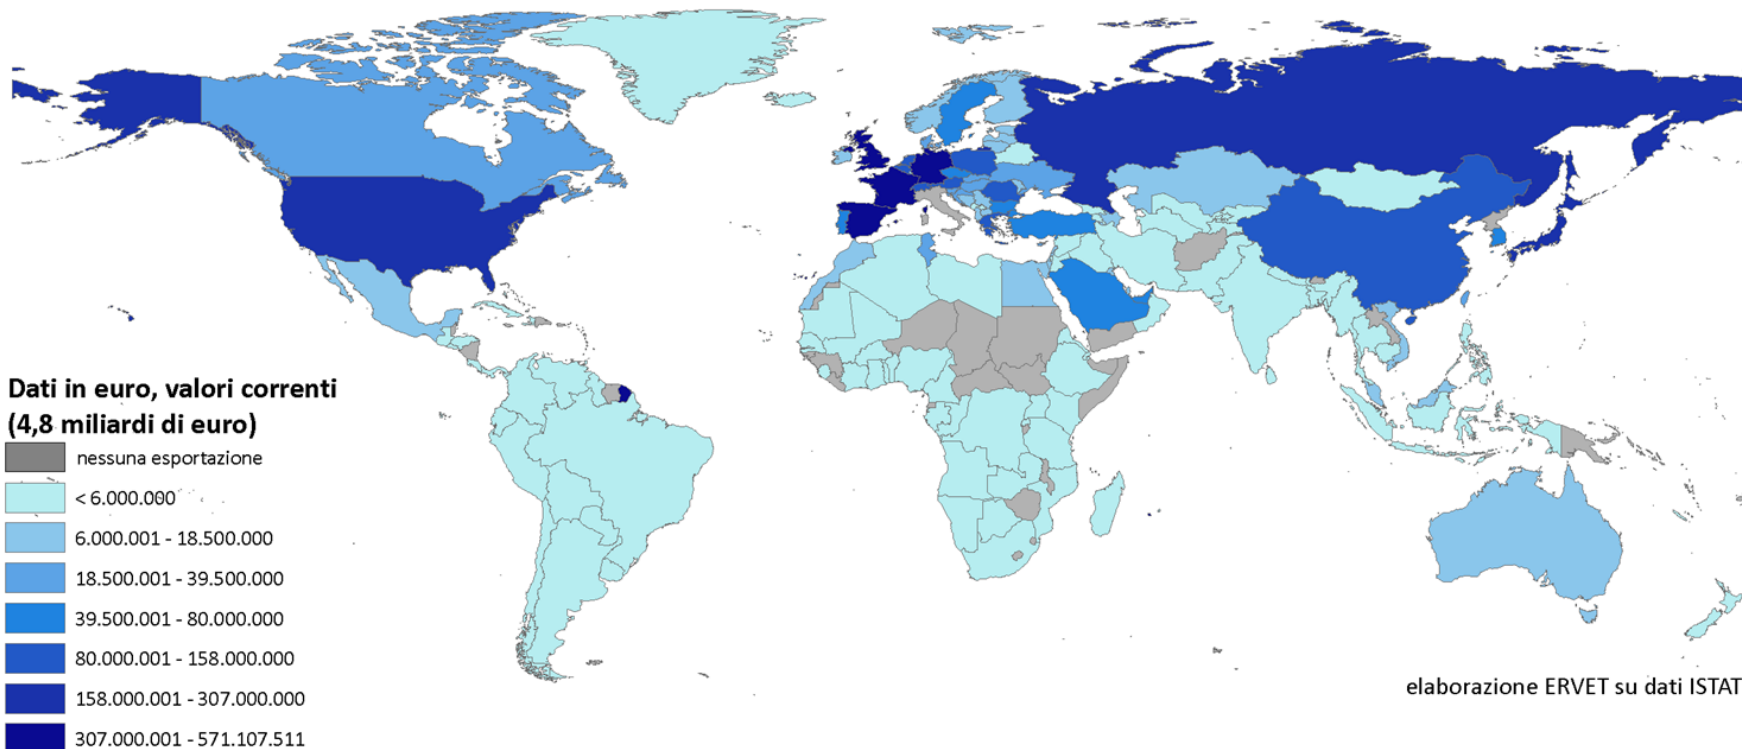 Dati in euro, valori correnti
(4,8 miliardi di euro)
nessuna esportazione
< 6.000.000
6.000.001 - 18.500.000
18.500.001 - 39.500.000
39.500.001 - 80.000.000
80.000.001 - 158.000.000
158.000.001 - 307.000.000
307.000.001 - 571.107.511
elaborazione ERVET su dati ISTAT